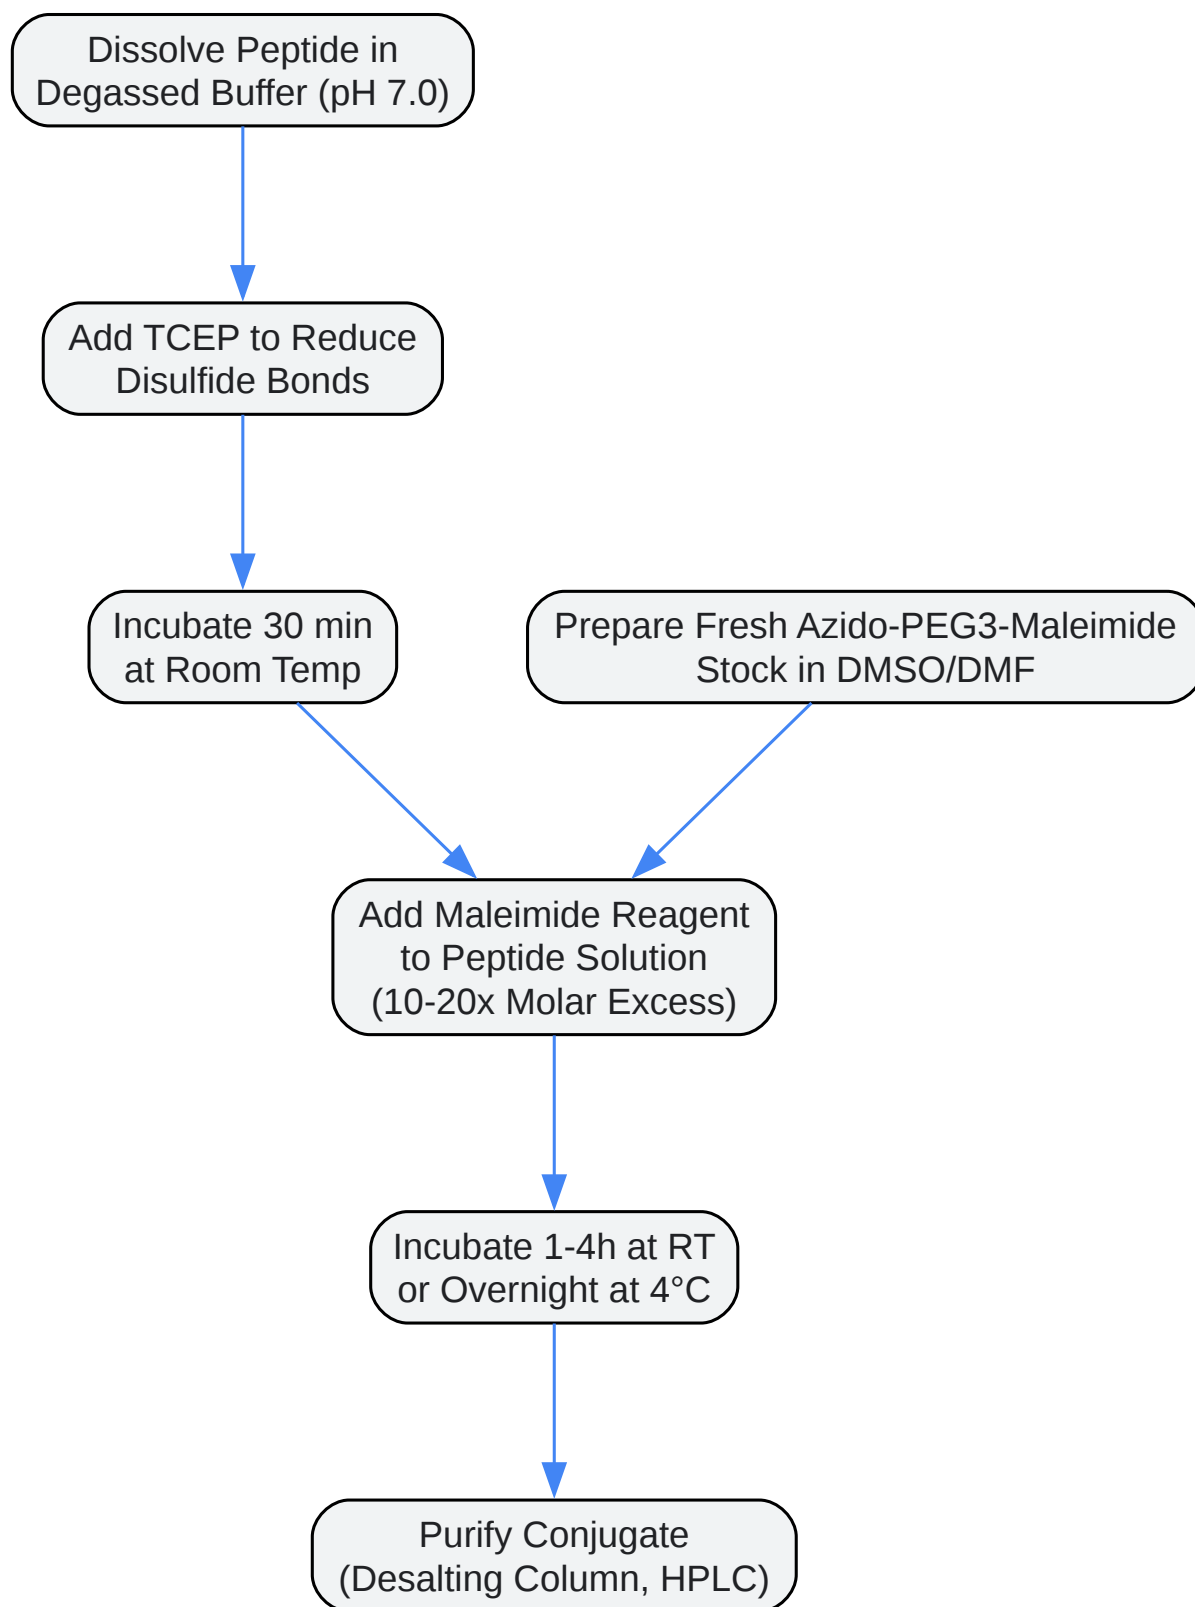 Dissolve Peptide in
Degassed Buffer (pH 7.0)
Add TCEP to Reduce
Disulfide Bonds
Incubate 30 min
at Room Temp
Prepare Fresh Azido-PEG3-Maleimide
Stock in DMSO/DMF
Add Maleimide Reagent
to Peptide Solution
(10-20x Molar Excess)
Incubate 1-4h at RT
or Overnight at 4°C
Purify Conjugate
(Desalting Column, HPLC)